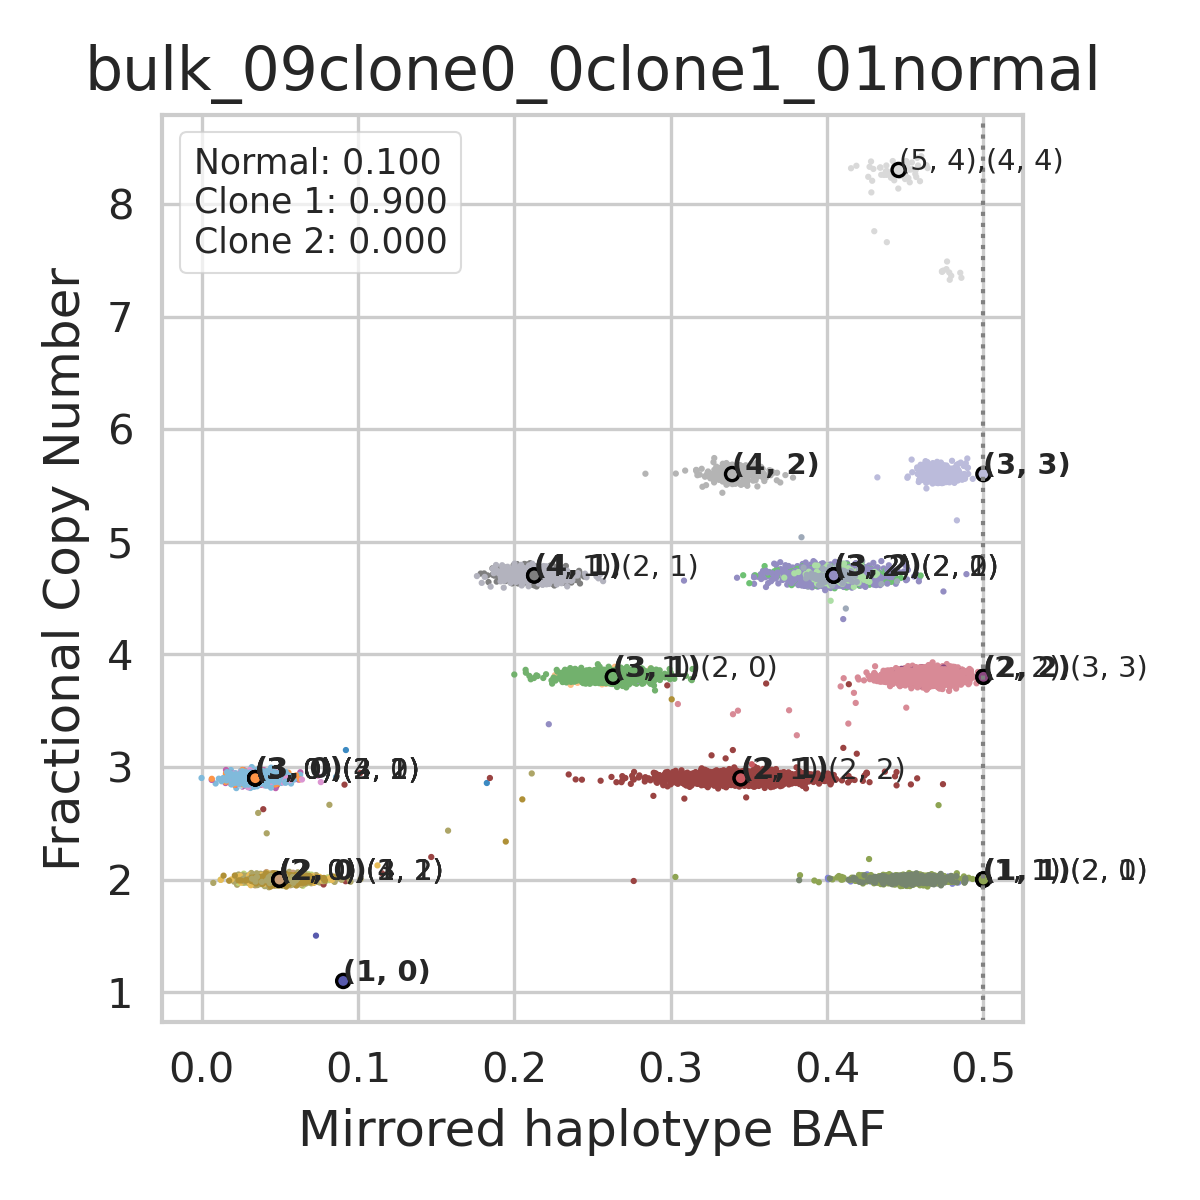 bulk_09clone0_0clone1_01normal
Normal: 0.100
Clone 1: 0.900
Clone 2: 0.000
(5, 4);(4, 4)
(4, 2)
(3, 3)
(4, 1) (2, 1)
(3, 2)
(3, 1) (2, 0)
(2, 2) (3, 3)
(3, 0)
(2, 1) (2, 2)
(2, 0)
(1, 1)
(1, 0)
8
7
6
5
4
3
2
1
Fractional Copy Number
0.0 0.1 0.2 0.3 0.4 0.5
Mirrored haplotype BAF